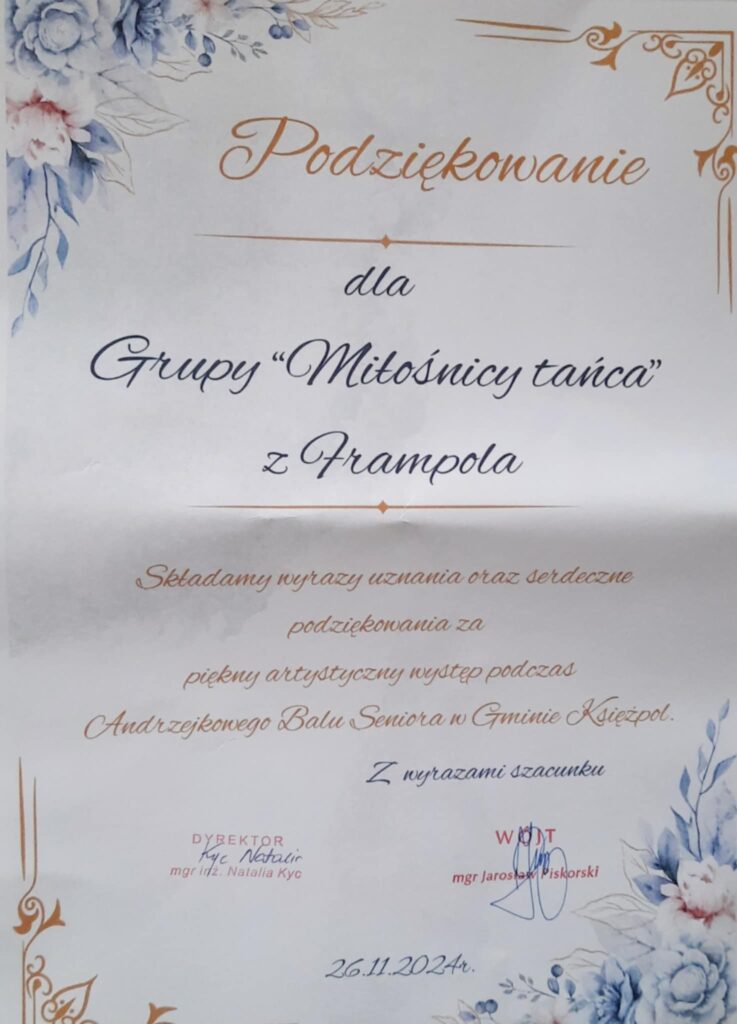 Podziękowanie
dla
Grupy “Miłośnicy tańca”
z Frampola
Składamy wyrazy uznania oraz serdeczne
podziękowania za
piękny artystyczny występ podczas
Andrzejkowego Balu Seniora w Gminie Księżpol.
Z wyrazami szacunku
DYREKTOR
Kyc Natalia
mgr inż. Natalia Kyc
WÓJT
mgr Jarosław Piskorski
26.11.2024r.